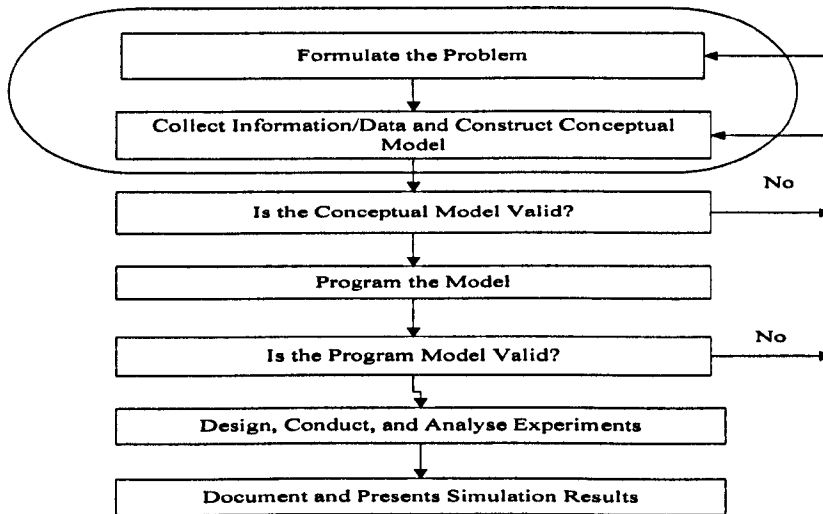 Formulate the Problem
Collect Information/Data and Construct Conceptual
Model
No
Is the Conceptual Model Valid?
Program the Model
No
Is the Program Model Valid?
Design, Conduct, and Analyse Experiments
Document and Presents Simulation Results